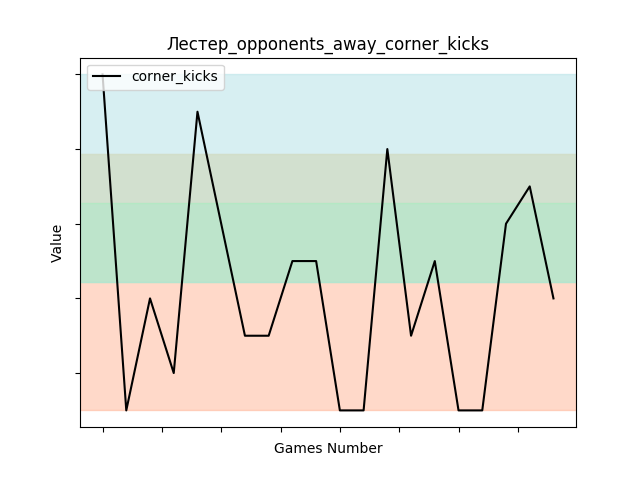 Лестер_opponents_away_corner_kicks
corner_kicks
Value
Games Number